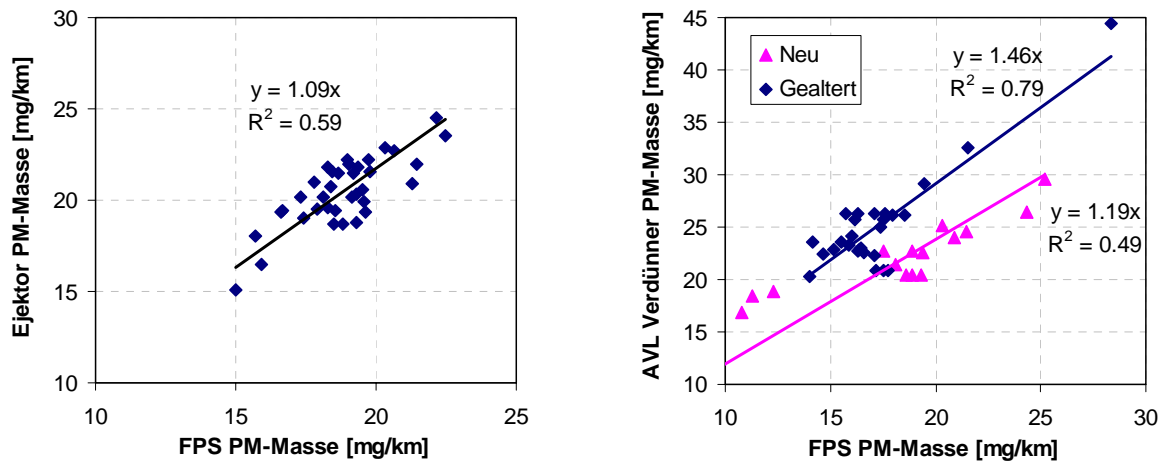 30
25
20
15
10
10
15
20
25
Ejektor PM-Masse [mg/km]
FPS PM-Masse [mg/km]
y = 1.09x
R² = 0.59
45
40
35
30
25
20
15
10
10
15
20
25
30
AVL Verdünner PM-Masse [mg/km]
FPS PM-Masse [mg/km]
Neu
Gealtert
y = 1.46x
R² = 0.79
y = 1.19x
R² = 0.49